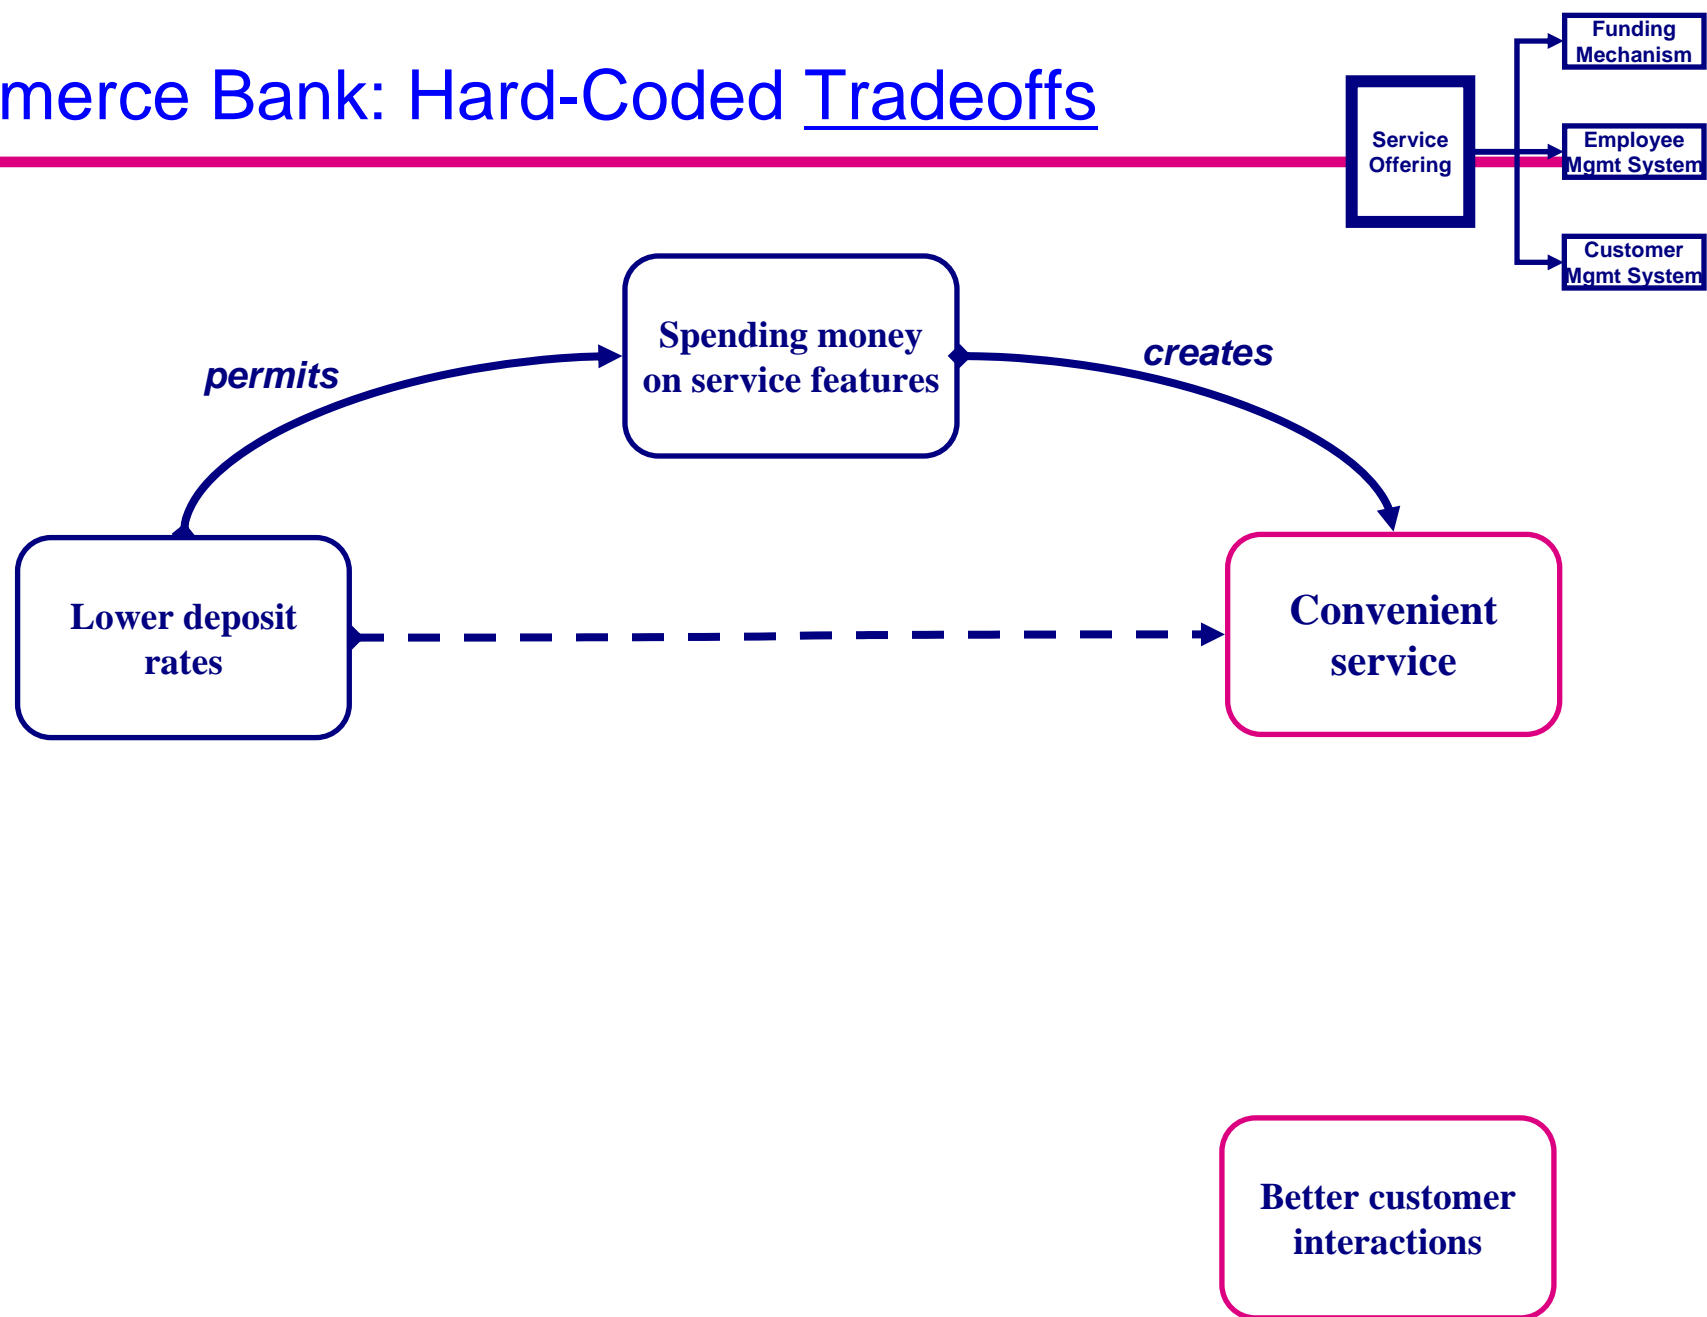 merce Bank: Hard-Coded Tradeoffs
Funding
Mechanism
Service
Offering
Employee
Mgmt System
Customer
Mgmt System
permits
Spending money
on service features
creates
Lower deposit
rates
Convenient
service
Better customer
interactions